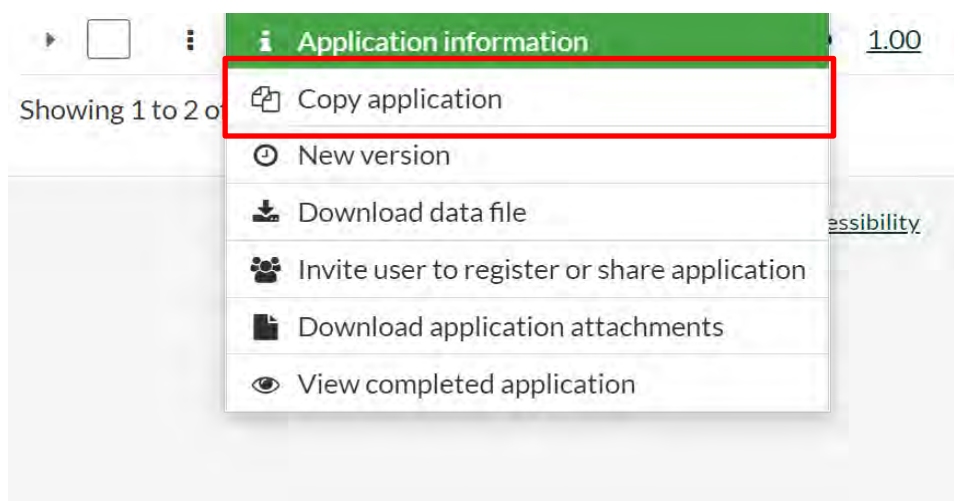 Application information 1.00
Copy application
Showing 1 to 2 o
New version
Download data file
essibility
Invite user to register or share application
Download application attachments
View completed application